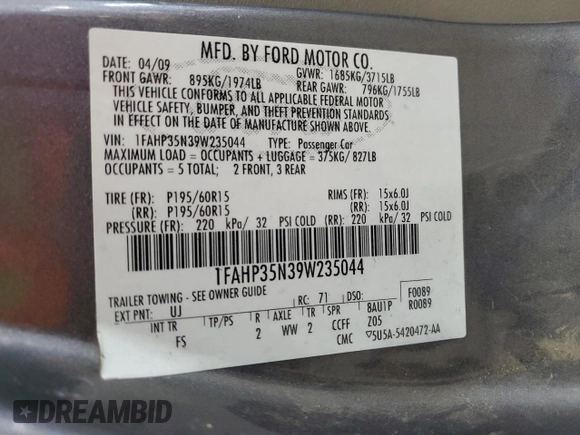 MFD. BY FORD MOTOR CO.
DATE: 04/09 GVWR: 1685KG/3715LB
FRONT GAWR: 895KG/1974LB REAR GAWR: 796KG/1755LB
THIS VEHICLE CONFORMS TO ALL APPLICABLE FEDERAL MOTOR
VEHICLE SAFETY, BUMPER, AND THEFT PREVENTION STANDARDS
IN EFFECT ON THE DATE OF MANUFACTURE SHOWN ABOVE.
VIN: 1FAHP35N39W235044 TYPE: Passenger Car
MAXIMUM LOAD = OCCUPANTS + LUGGAGE = 375KG/ 827LB
OCCUPANTS = 5 TOTAL; 2 FRONT, 3 REAR
TIRE (FR): P195/60R15 RIMS (FR): 15x6.0J
(RR): P195/60R15 (RR): 15x6.0J
PRESSURE (FR): 220 kPa/ 32 PSI COLD (RR): 220 kPa/ 32 PSI COLD
1FAHP35N39W235044
TRAILER TOWING - SEE OWNER GUIDE
EXT PNT: UJ RC: 71 DSO: F0089
R0089
INT TR TP/PS R AXLE TR SPR BAU1P
FS 2 WW 2 CCFF Z05
CMC ▽5U5A-5420472-AA
DREAMBID